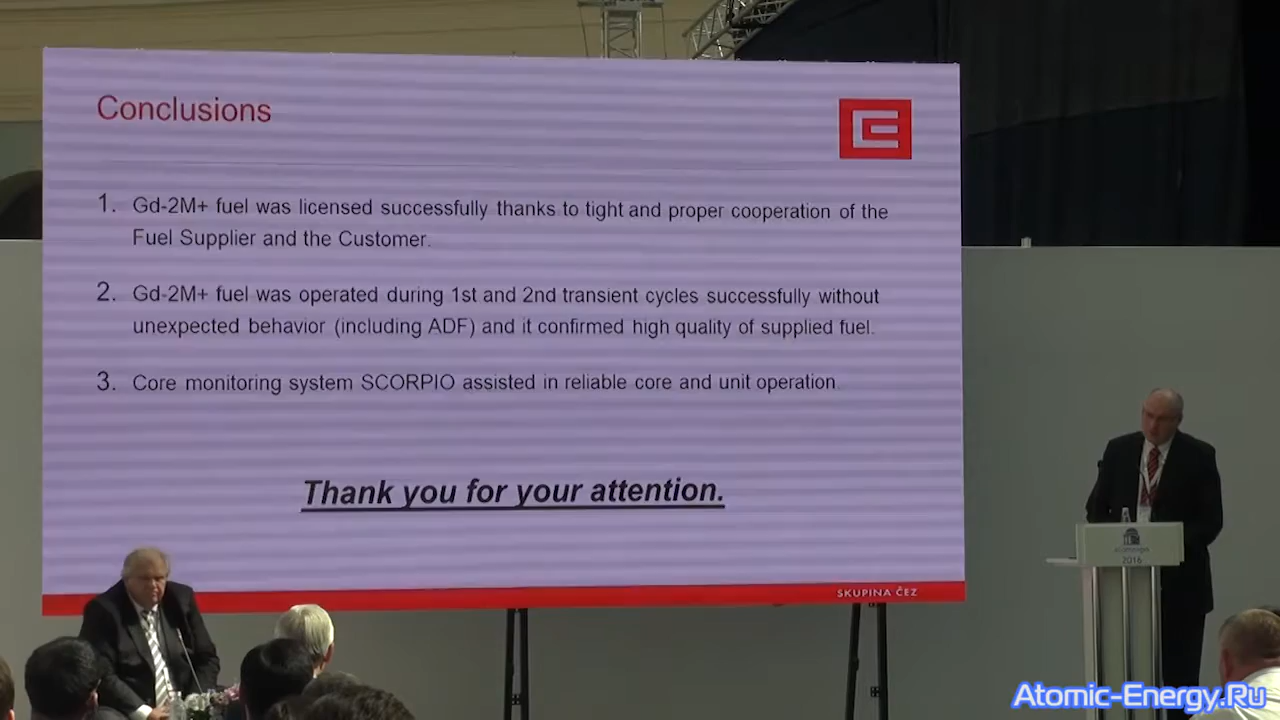 Conclusions
1. Gd-2M+ fuel was licensed successfully thanks to tight and proper cooperation of the
Fuel Supplier and the Customer.
2. Gd-2M+ fuel was operated during 1st and 2nd transient cycles successfully without
unexpected behavior (including ADF) and it confirmed high quality of supplied fuel.
3. Core monitoring system SCORPIO assisted in reliable core and unit operation
Thank you for your attention.
SKUPINA ČEZ
2016
Atomic-Energy.Ru